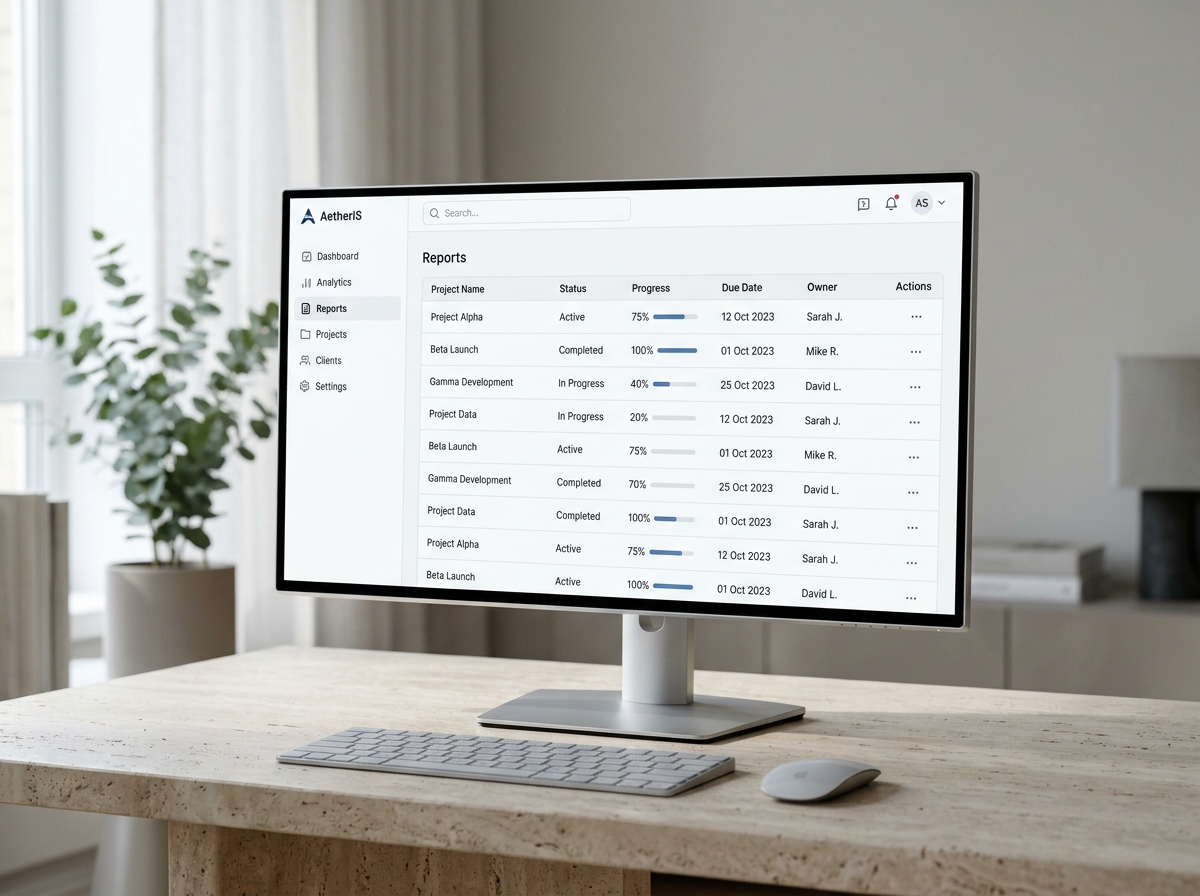 AetherIS
Search...
AS
Dashboard
Analytics
Reports
Projects
Clients
Settings
Reports
Project Name Status Progress Due Date Owner Actions
Preject Alpha Active 75% 12 Oct 2023 Sarah J.
Beta Launch Completed 100% 01 Oct 2023 Mike R.
Gamma Development In Progress 40% 25 Oct 2023 David L.
Project Data In Progress 20% 12 Oct 2023 Sarah J.
Beta Launch Active 75% 01 Oct 2023 Mike R.
Gamma Development Completed 70% 25 Oct 2023 David L.
Project Data Completed 100% 01 Oct 2023 Sarah J.
Project Alpha Active 75% 12 Oct 2023 Sarah J.
Beta Launch Active 100% 01 Oct 2023 David L.